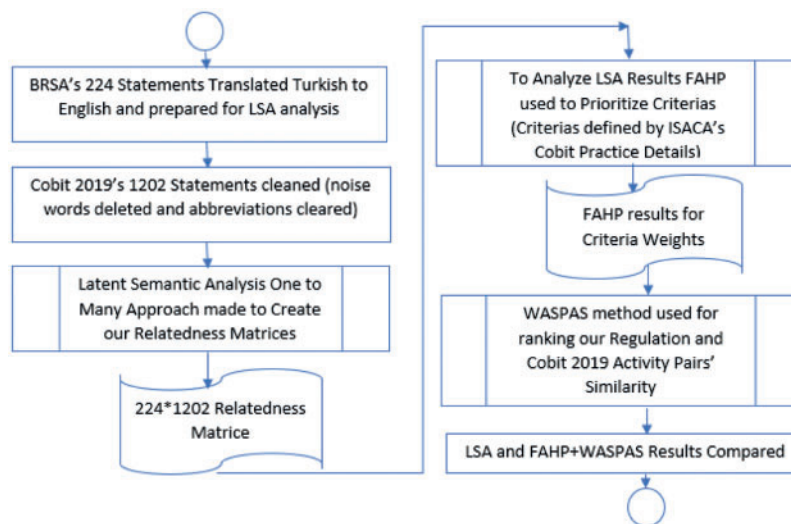 BRSA's 224 Statements Translated Turkish to
English and prepared for LSA analysis
Cobit 2019's 1202 Statements cleaned (noise
words deleted and abbreviations cleared)
Latent Semantic Analysis One to
Many Approach made to Create
our Relatedness Matrices
224*1202 Relatedness
Matrice
To Analyze LSA Results FAHP
used to Prioritize Criterias
(Criterias defined by ISACA's
Cobit Practice Details)
FAHP results for
Criteria Weights
WASPAS method used for
ranking our Regulation and
Cobit 2019 Activity Pairs'
Similarity
LSA and FAHP+WASPAS Results Compared